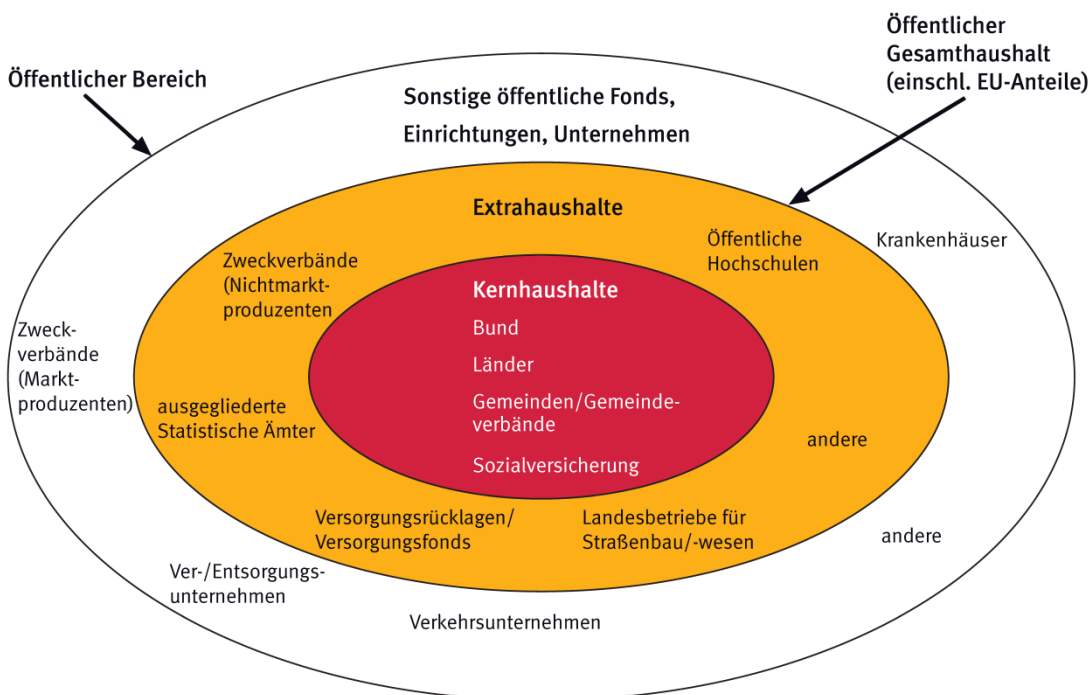 Öffentlicher Bereich
Öffentlicher
Gesamthaushalt
(einschl. EU-Anteile)
Sonstige öffentliche Fonds,
Einrichtungen, Unternehmen
Extrahaushalte
Öffentliche
Hochschulen
Krankenhäuser
Zweckverbände
(Nichtmarkt-
produzenten
Kernhaushalte
Bund
Länder
Gemeinden/Gemeinde-
verbände
Sozialversicherung
Zweck-
verbände
(Markt-
produzenten)
ausgegliederte
Statistische Ämter
andere
Versorgungsrücklagen/
Versorgungsfonds
Landesbetriebe für
Straßenbau/-wesen
andere
Ver-/Entsorgungs-
unternehmen
Verkehrsunternehmen